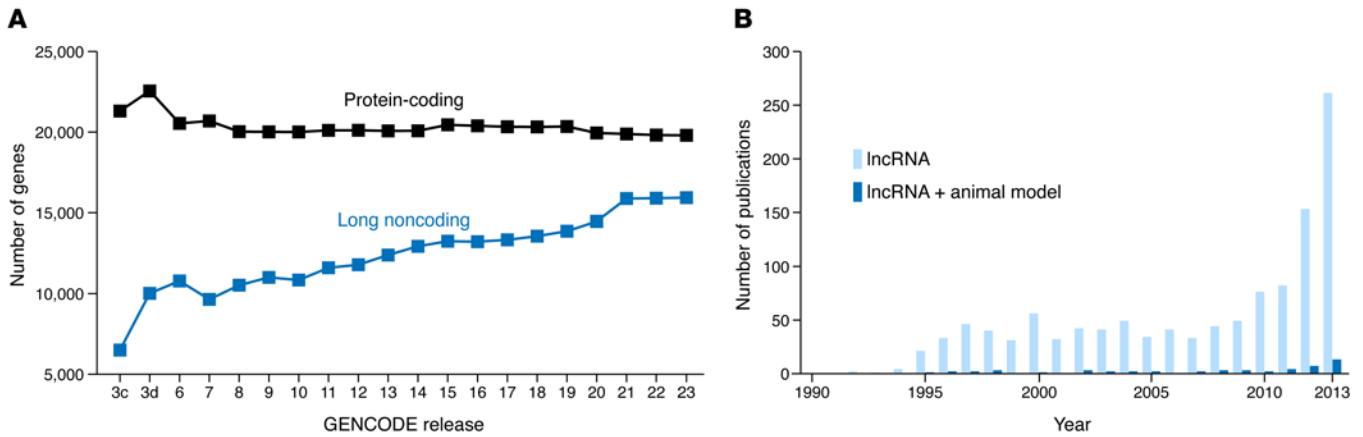 A
25,000
20,000
15,000
10,000
5,000
Number of genes
Protein-coding
Long noncoding
3c 3d 6 7 8 9 10 11 12 13 14 15 16 17 18 19 20 21 22 23
GENCODE release
B
300
250
200
150
100
50
0
Number of publications
lncRNA
lncRNA + animal model
1990 1995 2000 2005 2010 2013
Year